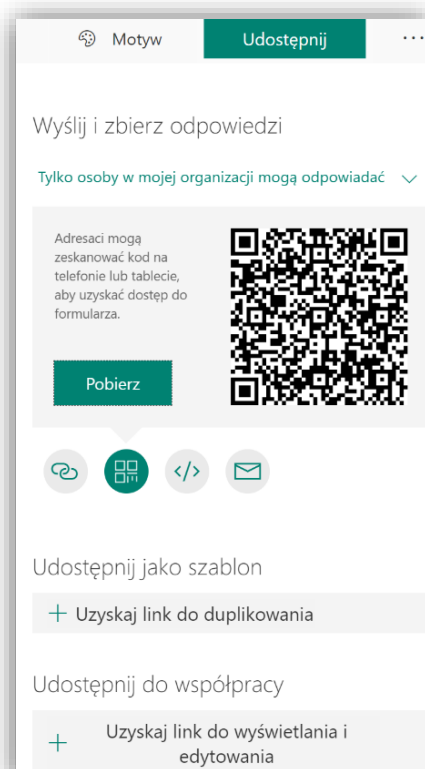 Motyw
Udostępnij
...
Wyślij i zbierz odpowiedzi
Tylko osoby w mojej organizacji mogą odpowiadać
Adresaci mogą
zeskanować kod na
telefonie lub tablecie,
aby uzyskać dostęp do
formularza.
Pobierz
</>
Udostępnij jako szablon
+ Uzyskaj link do duplikowania
Udostępnij do współpracy
+ Uzyskaj link do wyświetlania i
edytowania